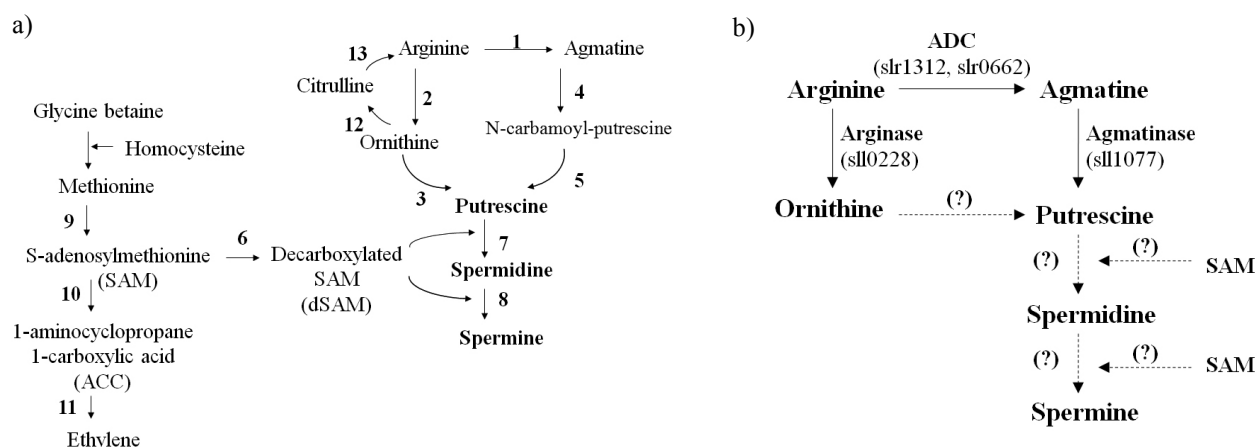 a)
13
Arginine
1
Agmatine
Citrulline
2
4
12
Ornithine
N-carbamoyl-putrescine
3
5
Putrescine
Glycine betaine
Homocysteine
Methionine
9
S-adenosylmethionine
(SAM)
6
Decarboxylated
SAM
(dSAM)
7
Spermidine
8
Spermine
10
1-aminocyclopropane
1-carboxylic acid
(ACC)
11
Ethylene
b)
ADC
(slr1312, slr0662)
Arginine
Agmatine
Arginase
(sll0228)
Agmatinase
(sll1077)
Ornithine
(?)
Putrescine
(?)
(?)
SAM
Spermidine
(?)
(?)
SAM
Spermine